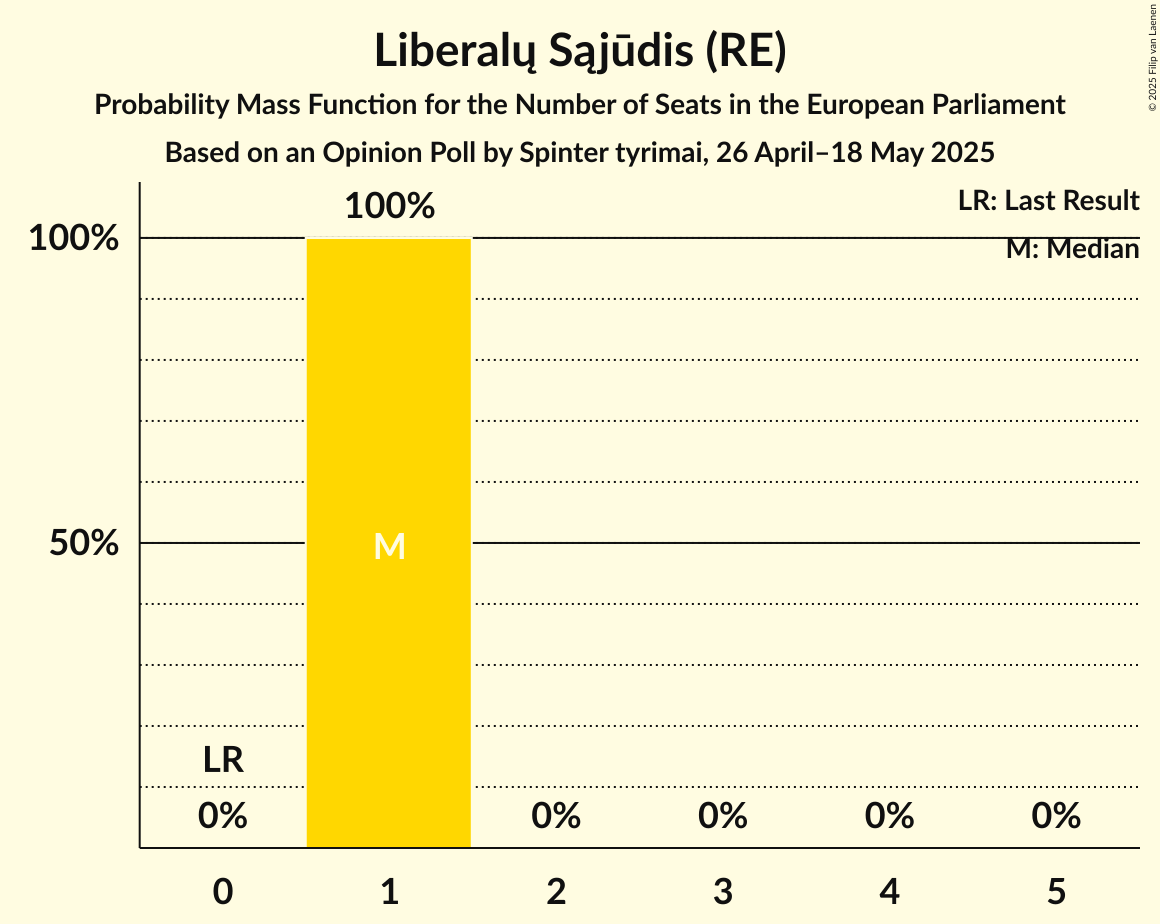 Liberalų Sąjūdis (RE)
Probability Mass Function for the Number of Seats in the European Parliament
Based on an Opinion Poll by Spinter tyrimai, 26 April–18 May 2025
© 2025 Filip van Laenen
LR: Last Result
M: Median
100%
100%
50%
M
LR
0%
0%
0%
0%
0%
0
1
2
3
4
5